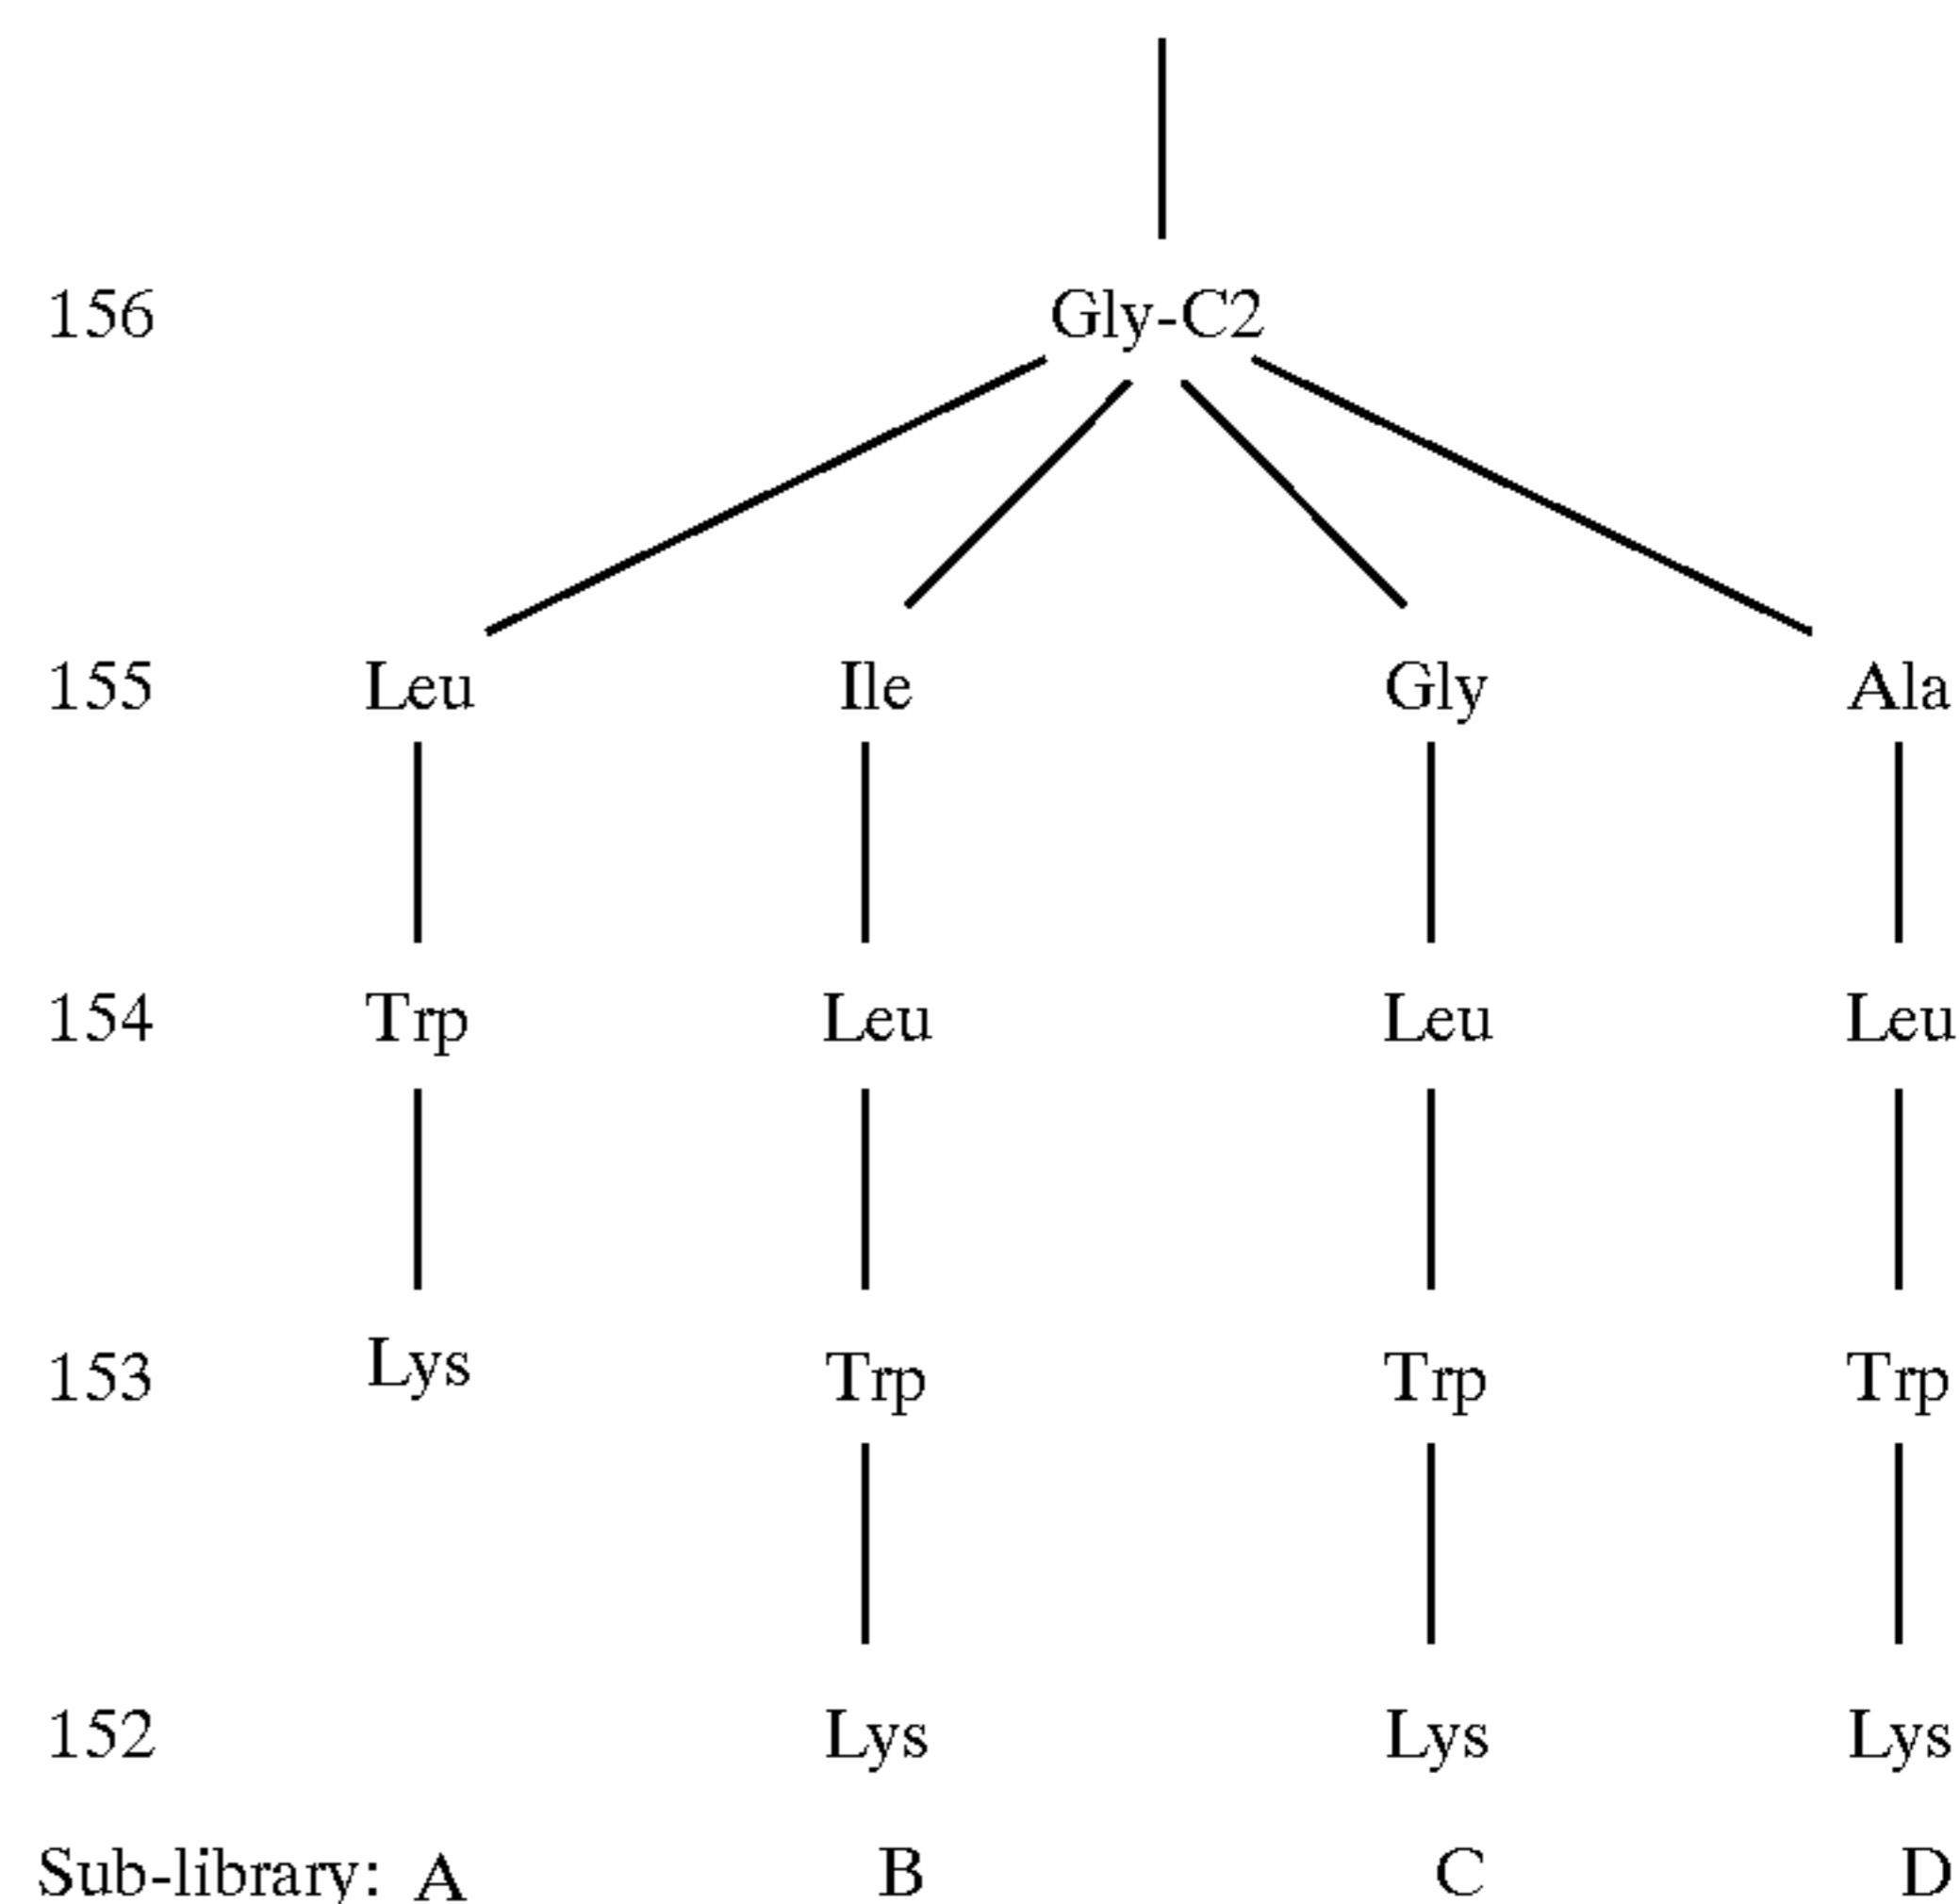 156 Gly-C2
155 Leu Ile Gly Ala
154 Trp Leu Leu Leu
153 Lys Trp Trp Trp
152 Lys Lys Lys
Sub-library: A B C D